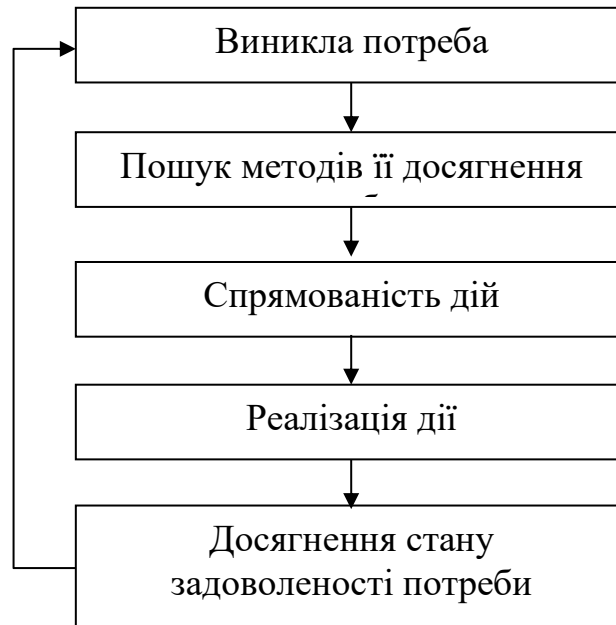 Виникла потреба
Пошук методів її досягнення
Спрямованість дій
Реалізація дії
Досягнення стану
задоволеності потреби